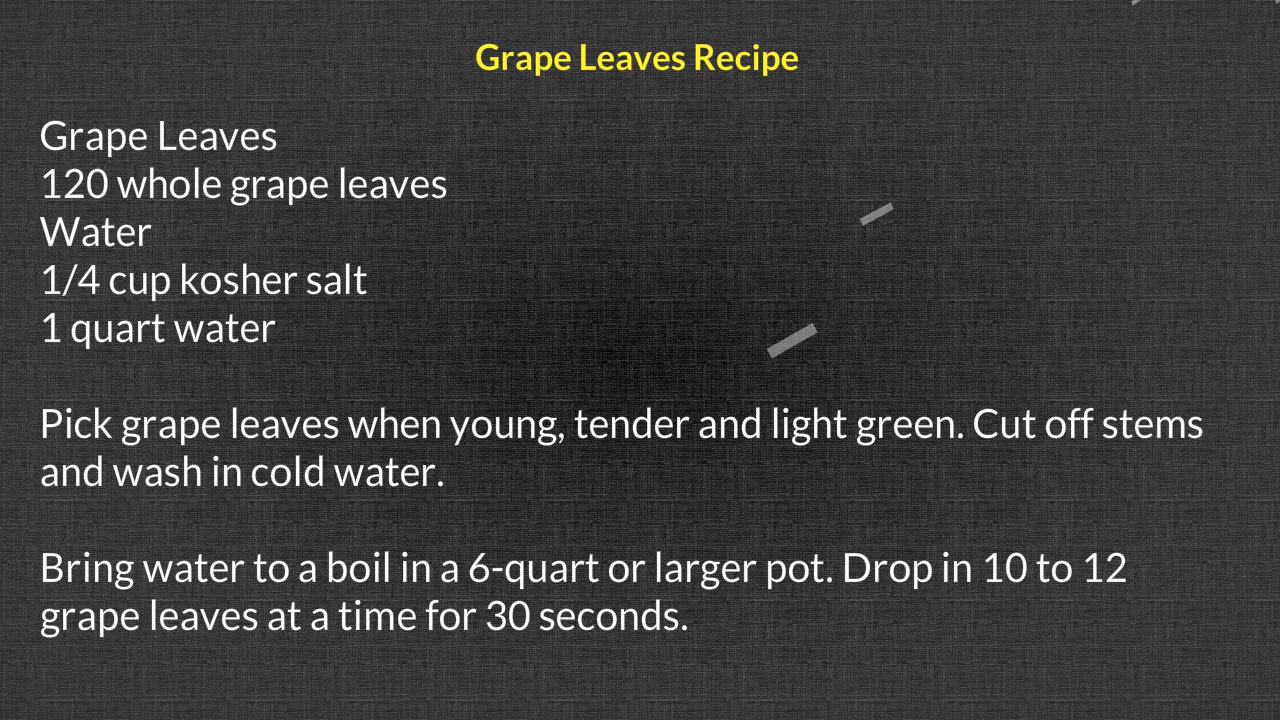 Grape Leaves Recipe
Grape Leaves
120 whole grape leaves
Water
1/4 cup kosher salt
1 quart water
Pick grape leaves when young, tender and light green. Cut off stems
and wash in cold water.
Bring water to a boil in a 6-quart or larger pot. Drop in 10 to 12
grape leaves at a time for 30 seconds.